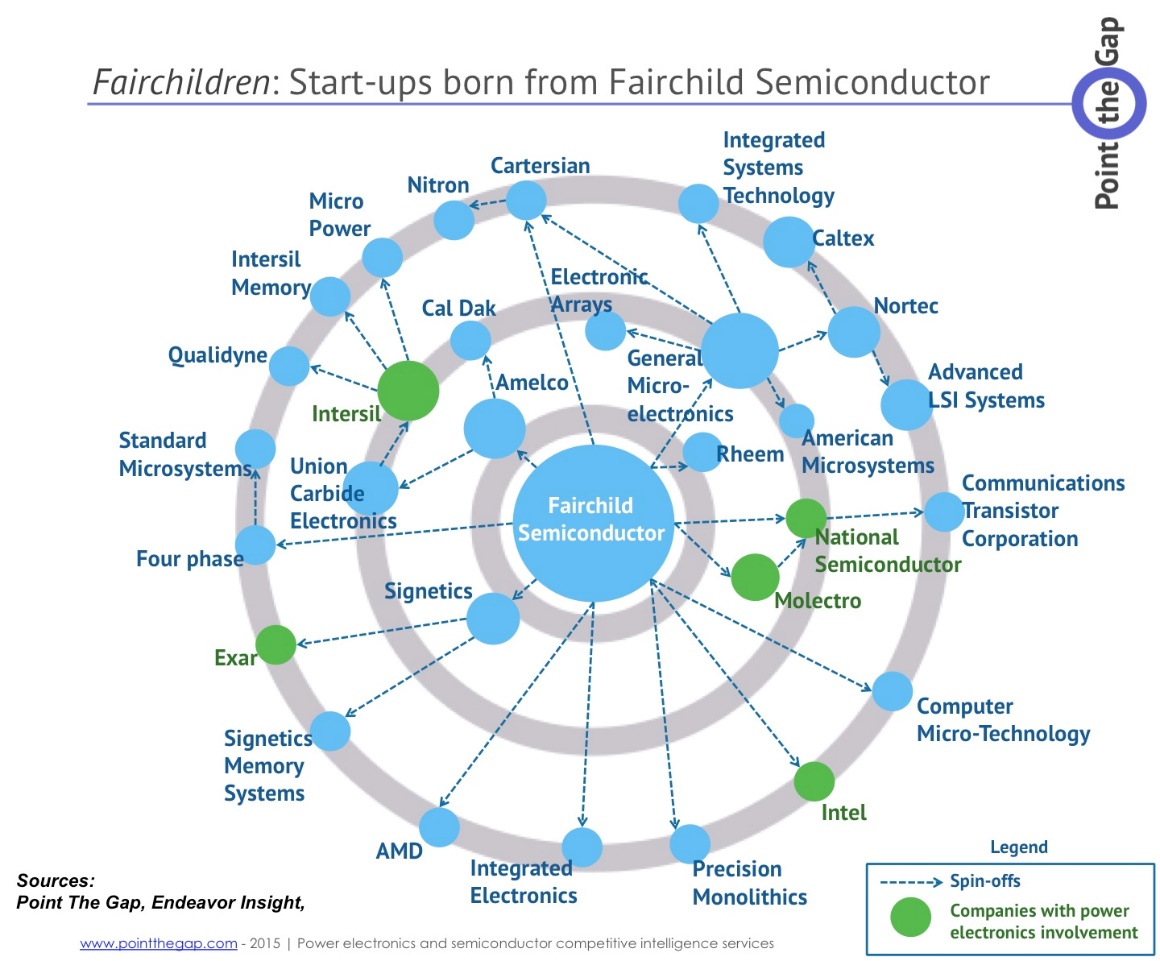 Point the Gap
Fairchildren: Start-ups born from Fairchild Semiconductor
Integrated
Systems
Technology
Cartersian
Nitron
Micro
Power
Caltex
Intersil
Memory
Electronic
Arrays
Cal Dak
Nortec
Qualidyne
General
Micro-
electronics
Amelco
Advanced
LSI Systems
Intersil
Standard
Microsystems
American
Microsystems
Rheem
Union
Carbide
Electronics
Communications
Transistor
Corporation
Fairchild
Semiconductor
National
Semiconductor
Four phase
Signetics
Molectro
Exar
Computer
Micro-Technology
Signetics
Memory
Systems
Intel
AMD
Integrated
Electronics
Precision
Monolithics
Legend
Spin-offs
Companies with power
electronics involvement
Sources:
Point The Gap, Endeavor Insight,
www.pointthegap.com - 2015 | Power electronics and semiconductor competitive intelligence services